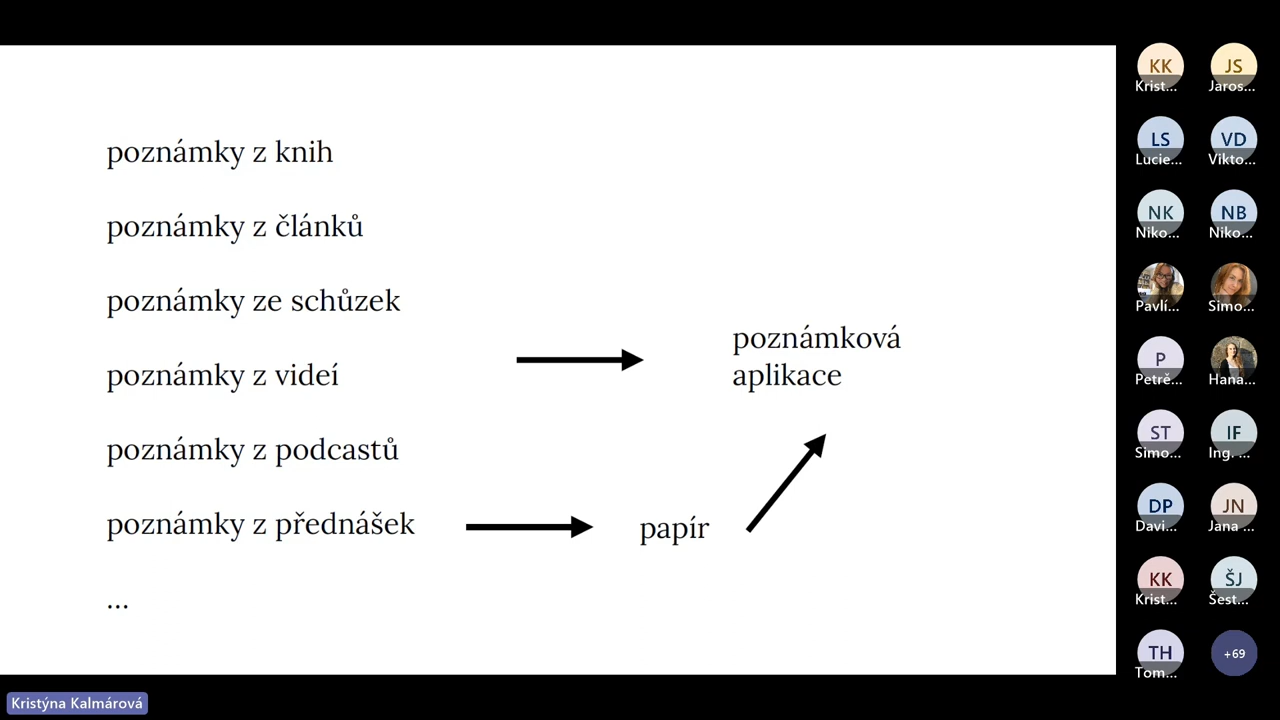 poznámky z knih
poznámky z článků
poznámky ze schůzek
poznámky z videí
poznámky z podcastů
poznámky z přednášek
...
poznámková
aplikace
papír
KK
Krist...
JS
Jaros...
LS
Lucie...
VD
Vikto...
NK
Niko...
NB
Niko...
Pavlí...
Simo...
P
Petrě...
Hana...
ST
Simo...
IF
Ing. ...
DP
Davi...
JN
Jana ...
KK
Krist...
ŠJ
Šest...
TH
Tom...
+69
Kristýna Kalmárová